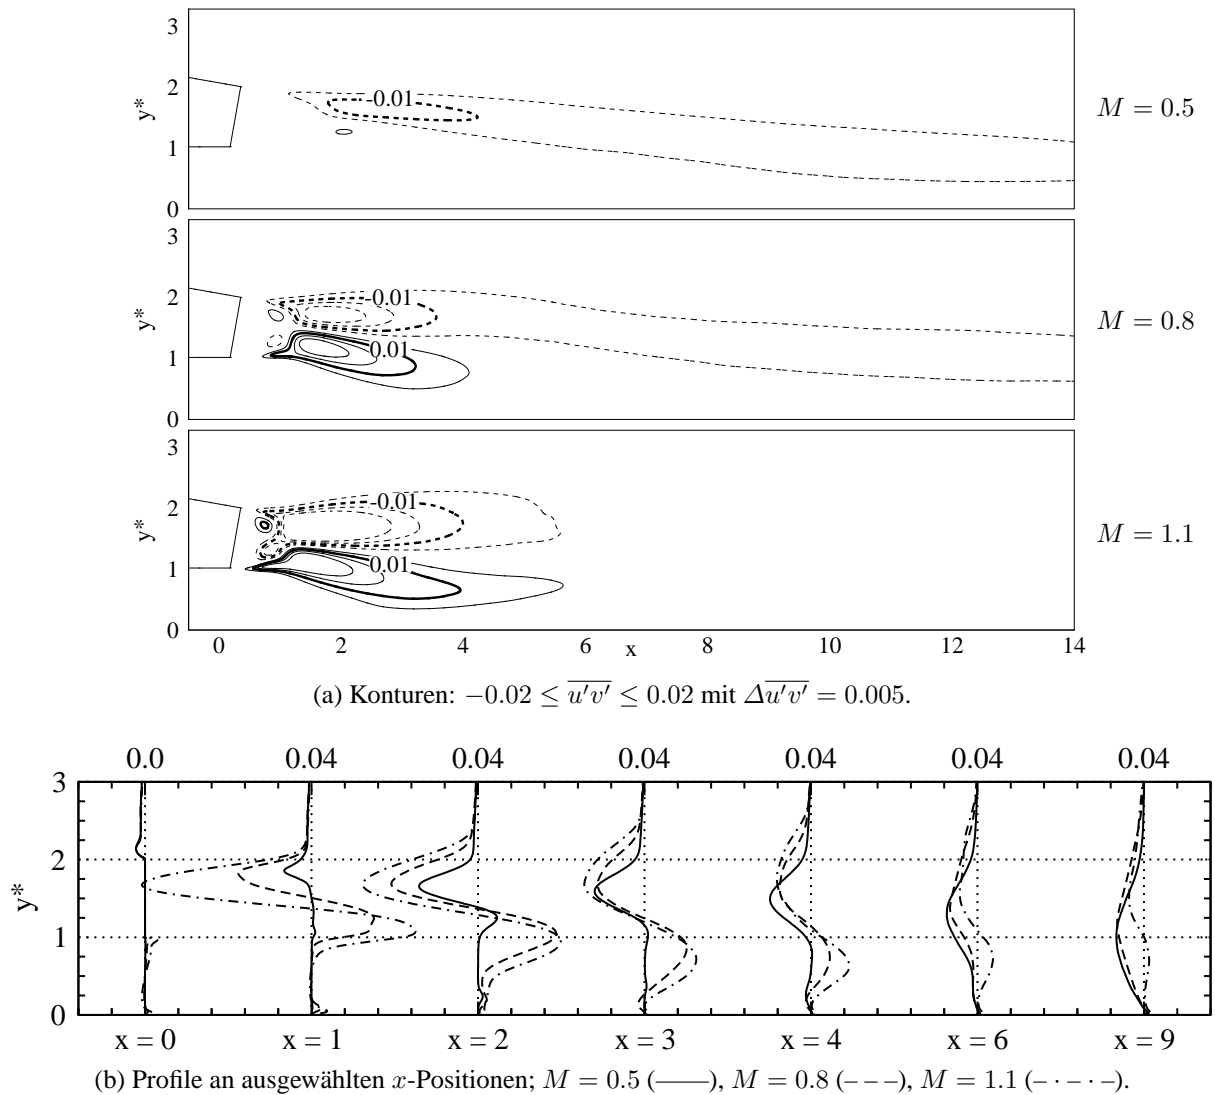 3
2
-0.01
y*
M = 0.5
1
0
3
2
-0.01
y*
M = 0.8
0.01
1
0
3
2
-0.01
y*
M = 1.1
0.01
1
0
0 2 4 6 8 10 12 14
x
(a) Konturen: −0.02 ≤ u′v′ ≤ 0.02 mit Δu′v′ = 0.005.
0.0 0.04 0.04 0.04 0.04 0.04 0.04
3
2
y*
1
0
x = 0 x = 1 x = 2 x = 3 x = 4 x = 6 x = 9
(b) Profile an ausgewählten x-Positionen; M = 0.5 (——), M = 0.8 (– – –), M = 1.1 (– · – · –).